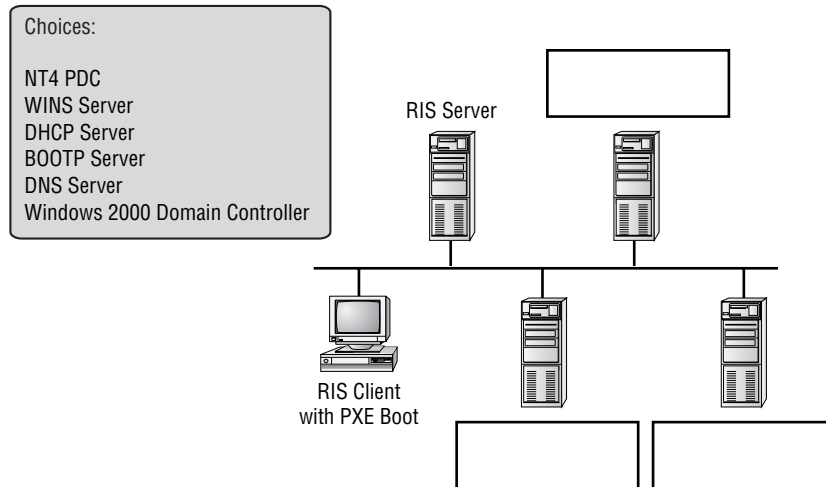 Choices:
NT4 PDC
WINS Server
DHCP Server
BOOTP Server
DNS Server
Windows 2000 Domain Controller
RIS Server
RIS Client
with PXE Boot